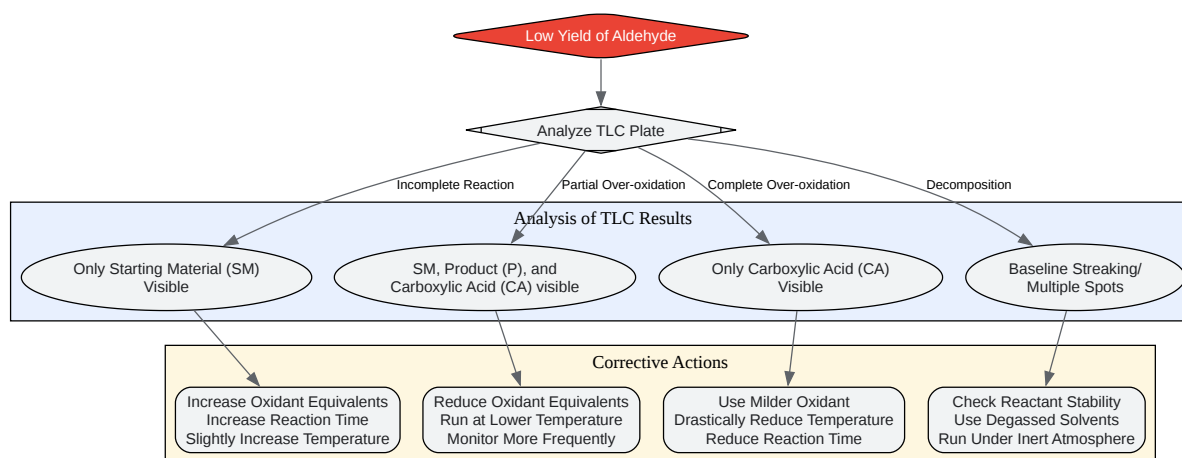 Low Yield of Aldehyde
Analyze TLC Plate
Incomplete Reaction
Partial Over-oxidation
Complete Over-oxidation
Decomposition
Analysis of TLC Results
Only Starting Material (SM)
Visible
SM, Product (P), and
Carboxylic Acid (CA) visible
Only Carboxylic Acid (CA)
Visible
Baseline Streaking/
Multiple Spots
Corrective Actions
Increase Oxidant Equivalents
Increase Reaction Time
Slightly Increase Temperature
Reduce Oxidant Equivalents
Run at Lower Temperature
Monitor More Frequently
Use Milder Oxidant
Drastically Reduce Temperature
Reduce Reaction Time
Check Reactant Stability
Use Degassed Solvents
Run Under Inert Atmosphere